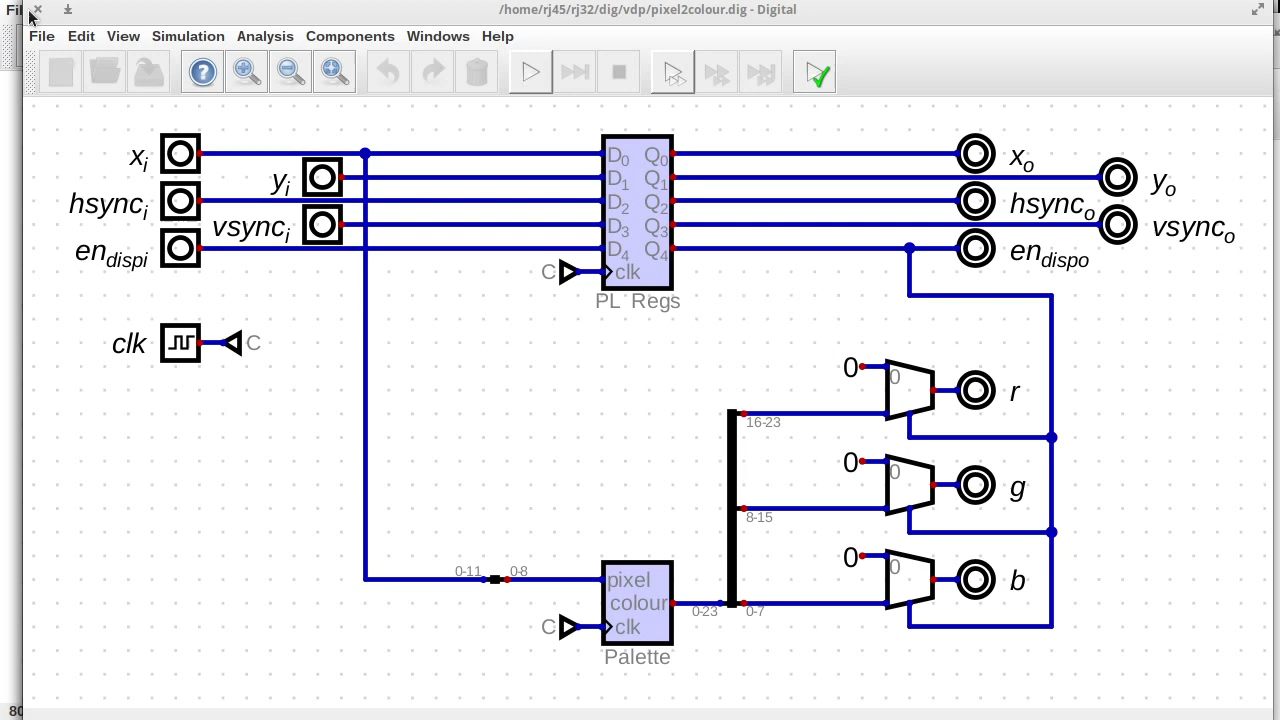 Fil
/home/rj45/rj32/dig/vdp/pixel2colour.dig - Digital
File Edit View Simulation Analysis Components Windows Help
xi D0 Q0 xo
yi D1 Q1 yo
hsynci D2 Q2 hsynco
vsynci D3 Q3 vsynco
endispi D4 Q4 endispo
C clk
PL Regs
clk C
0 0 r
16-23
0 0 g
8-15
0 0 b
0-11 0-8 pixel
colour 0-23 0-7
C clk
Palette
80